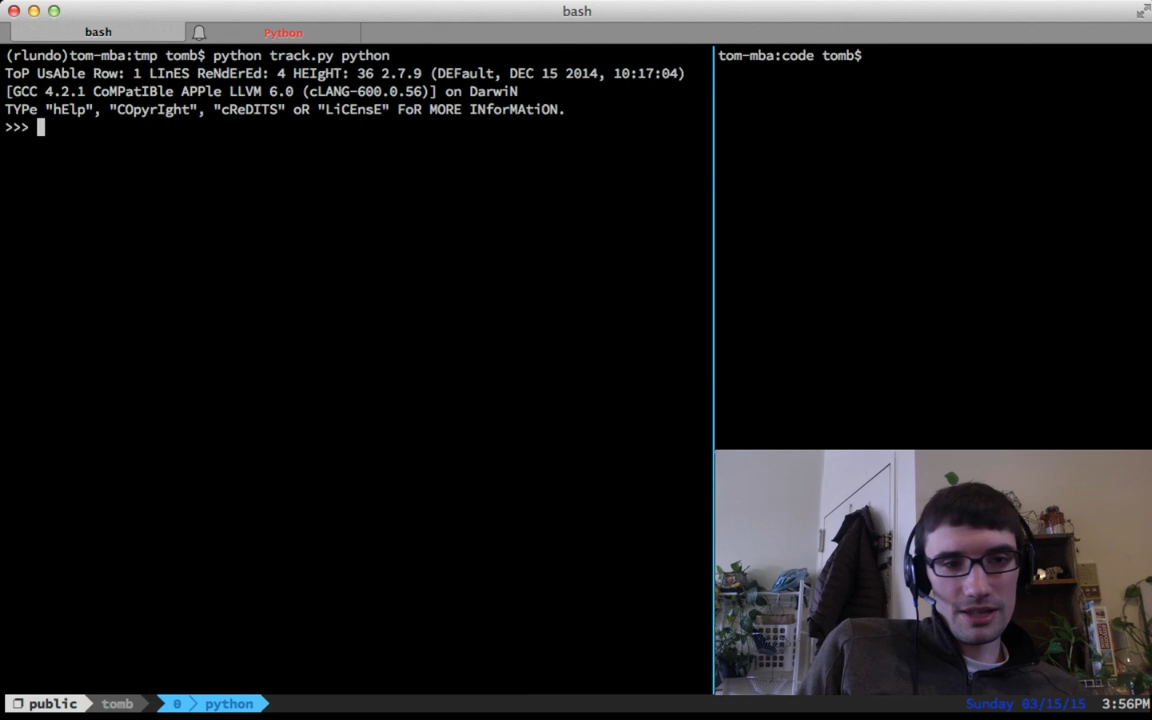 bash
bash
Python
(rlundo)tom-mba:tmp tomb$ python track.py python
ToP UsAble Row: 1 LInES ReNdErEd: 4 HEIgHT: 36 2.7.9 (DEFault, DEC 15 2014, 10:17:04)
[GCC 4.2.1 CoMPatIBle APPle LLVM 6.0 (cLANG-600.0.56)] on DarwiN
TYPe "hElp", "COpyrIght", "cReDITS" oR "LiCEnsE" FoR MORE INforMAtiON.
>>>
tom-mba:code tomb$
public tomb 0 python
Sunday 03/15/15 3:56PM